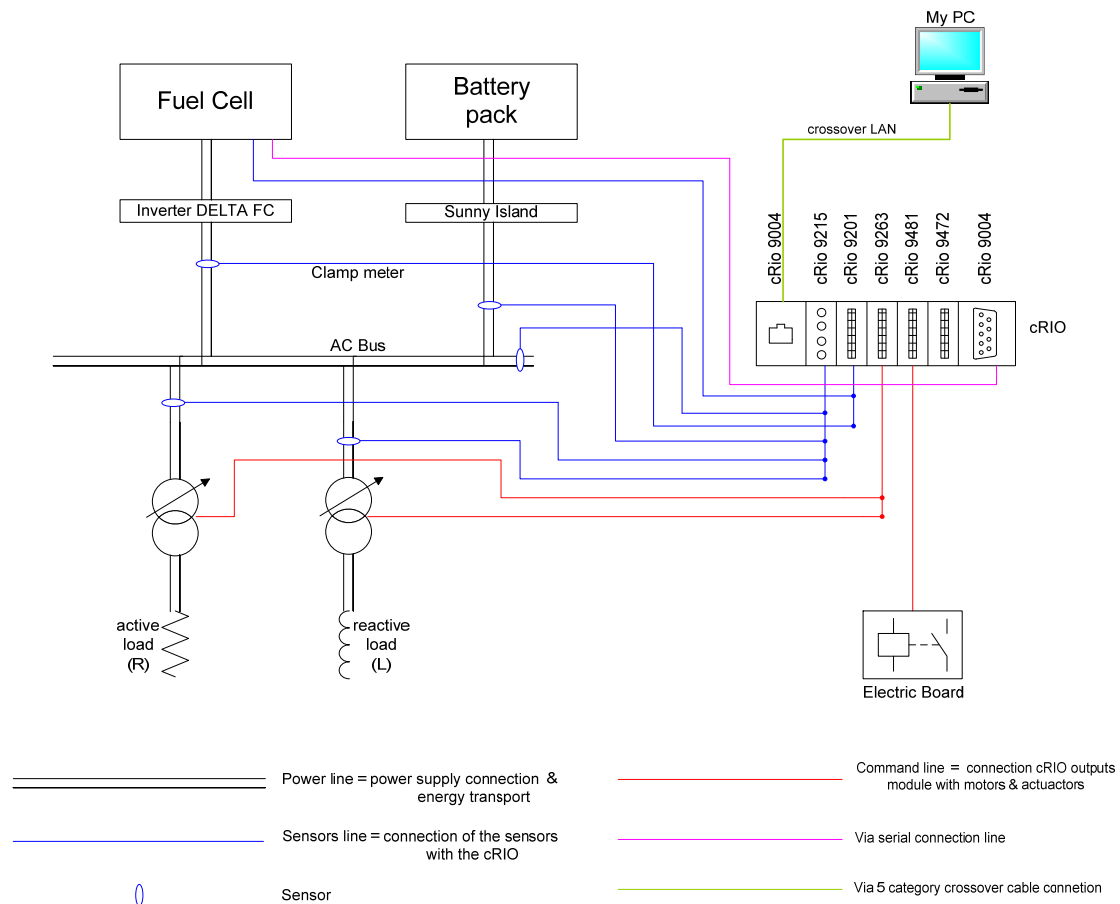 My PC
Fuel Cell
Battery
pack
crossover LAN
Inverter DELTA FC
Sunny Island
cRio 9004
cRio 9215
cRio 9201
cRio 9263
cRio 9481
cRio 9472
cRio 9004
Clamp meter
cRIO
AC Bus
active
load
(R)
reactive
load
(L)
Electric Board
Power line = power supply connection &
energy transport
Command line = connection cRIO outputs
module with motors & actuactors
Sensors line = connection of the sensors
with the cRIO
Via serial connection line
Sensor
Via 5 category crossover cable connetion